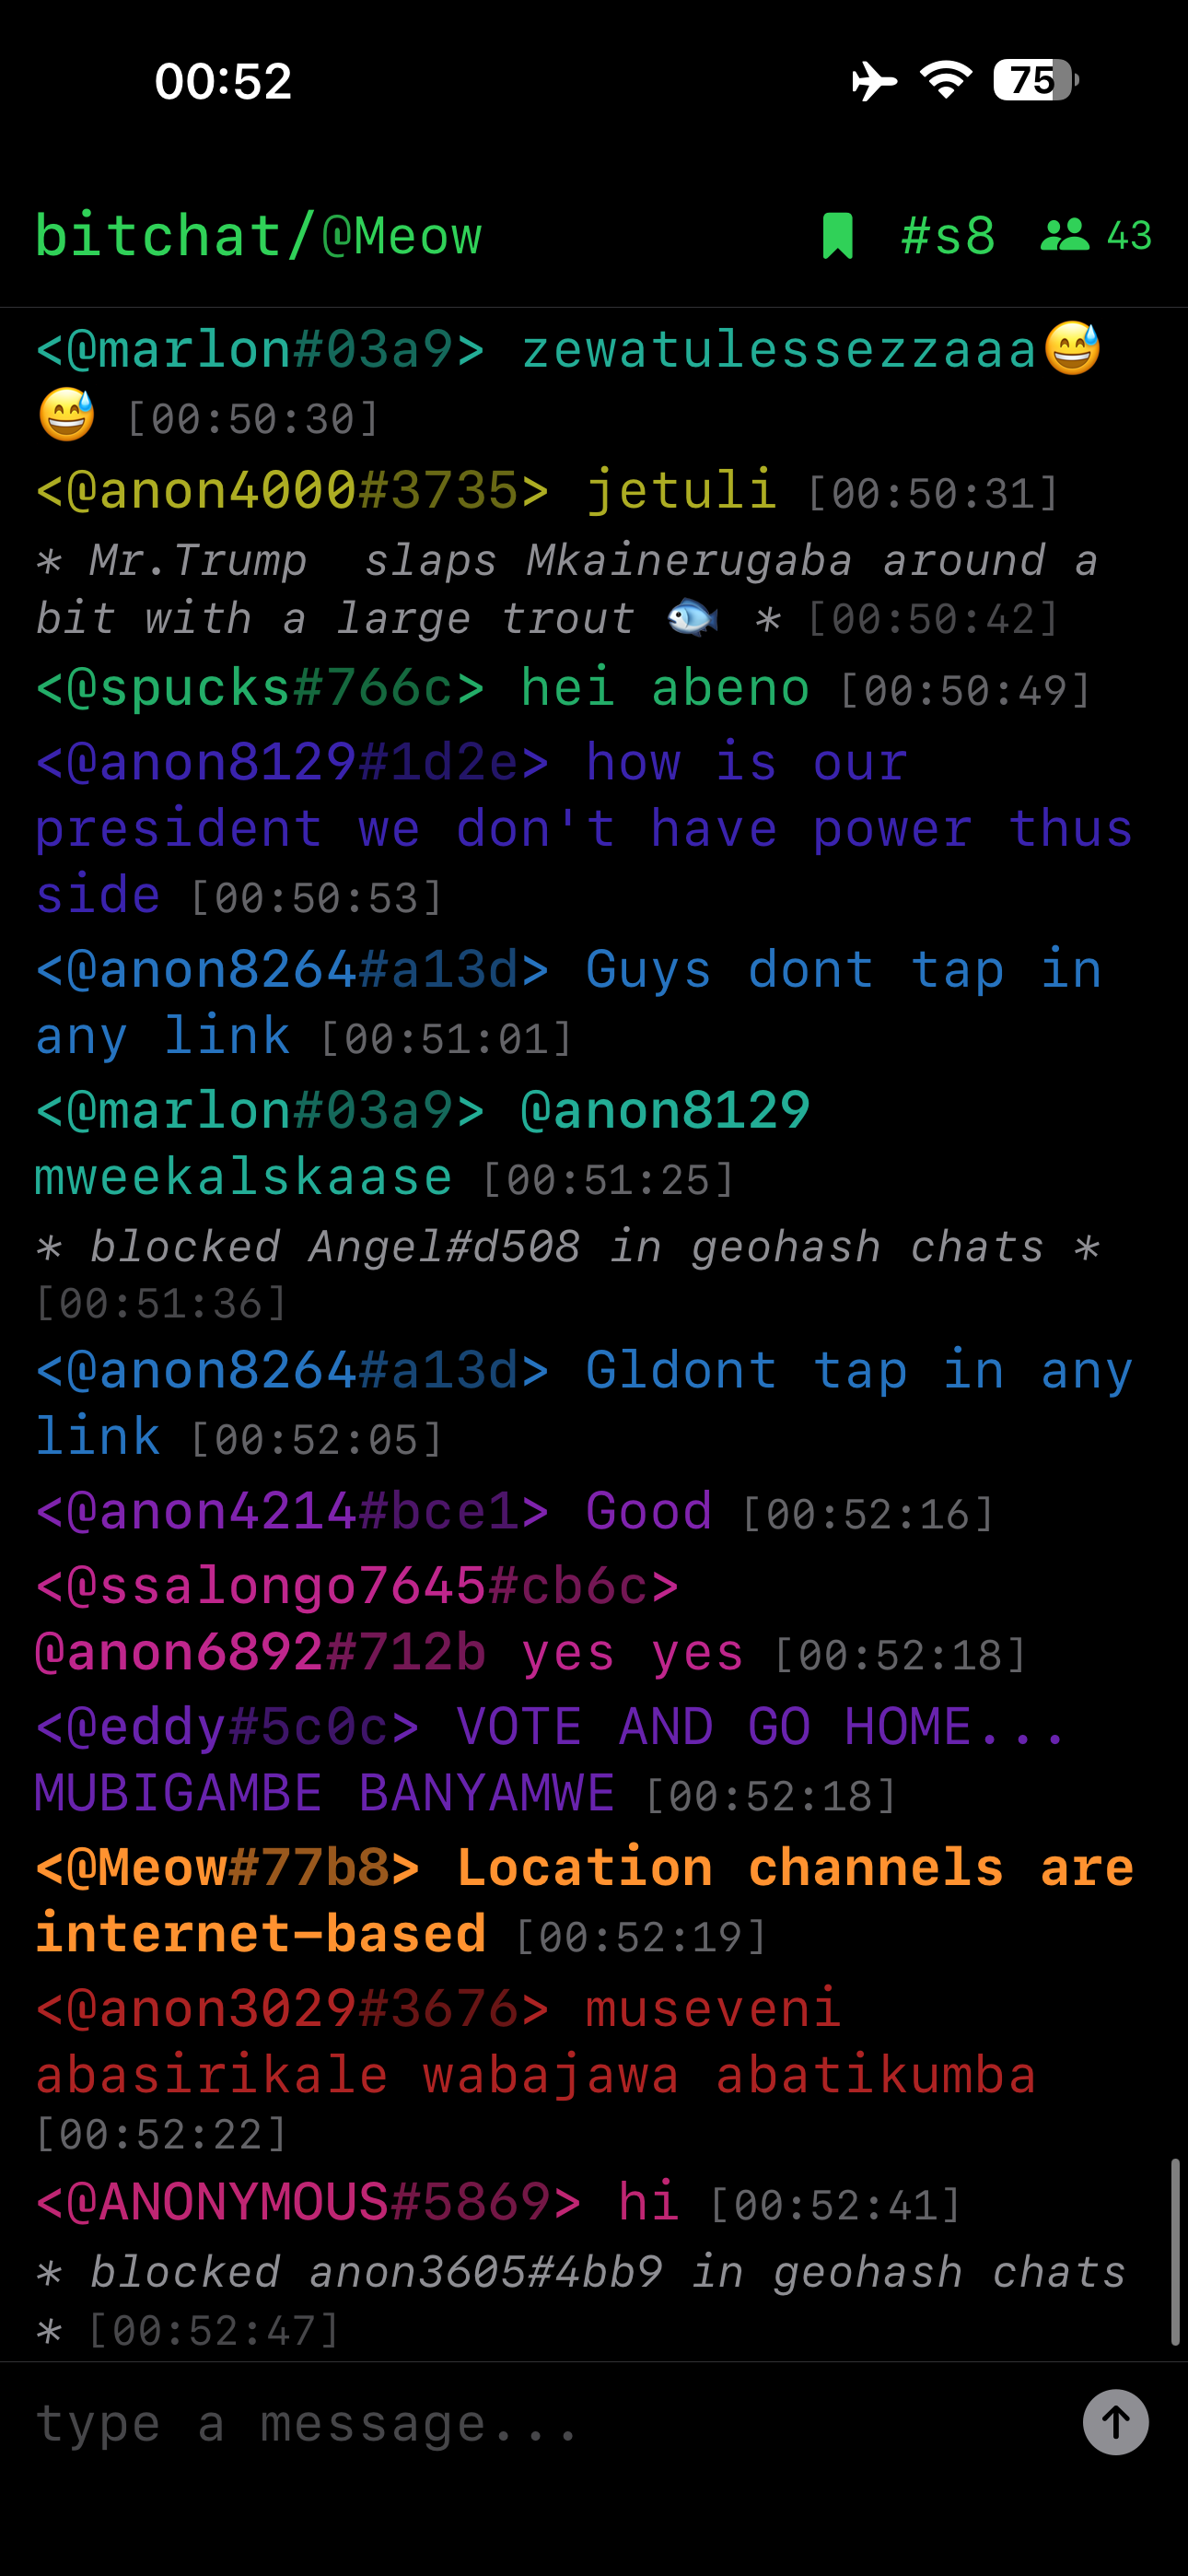 00:52
75
bitchat/@Meow #s8 43
<@marlon#03a9> zewatulessezzaaa😅
😅 [00:50:30]
<@anon4000#3735> jetuli [00:50:31]
* Mr.Trump  slaps Mkainerugaba around a
bit with a large trout 🐟 * [00:50:42]
<@spucks#766c> hei abeno [00:50:49]
<@anon8129#1d2e> how is our
president we don't have power thus
side [00:50:53]
<@anon8264#a13d> Guys dont tap in
any link [00:51:01]
<@marlon#03a9> @anon8129
mweekalskaase [00:51:25]
* blocked Angel#d508 in geohash chats *
[00:51:36]
<@anon8264#a13d> Gldont tap in any
link [00:52:05]
<@anon4214#bce1> Good [00:52:16]
<@ssalongo7645#cb6c>
@anon6892#712b yes yes [00:52:18]
<@eddy#5c0c> VOTE AND GO HOME...
MUBIGAMBE BANYAMWE [00:52:18]
<@Meow#77b8> Location channels are
internet-based [00:52:19]
<@anon3029#3676> museveni
abasirikale wabajawa abatikumba
[00:52:22]
<@ANONYMOUS#5869> hi [00:52:41]
* blocked anon3605#4bb9 in geohash chats
* [00:52:47]
type a message...